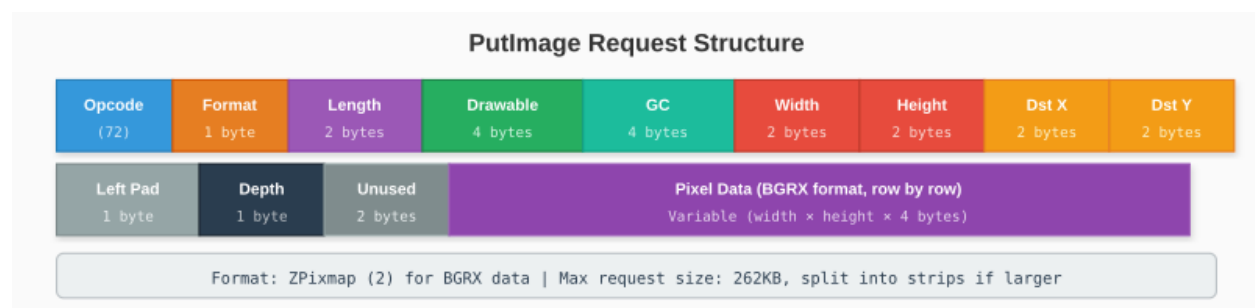 PutImage Request Structure
Opcode Format Length Drawable GC Width Height Dst X Dst Y
(72) 1 byte 2 bytes 4 bytes 4 bytes 2 bytes 2 bytes 2 bytes 2 bytes
Left Pad Depth Unused Pixel Data (BGRX format, row by row)
1 byte 1 byte 2 bytes Variable (width × height × 4 bytes)
Format: ZPixmap (2) for BGRX data | Max request size: 262KB, split into strips if larger